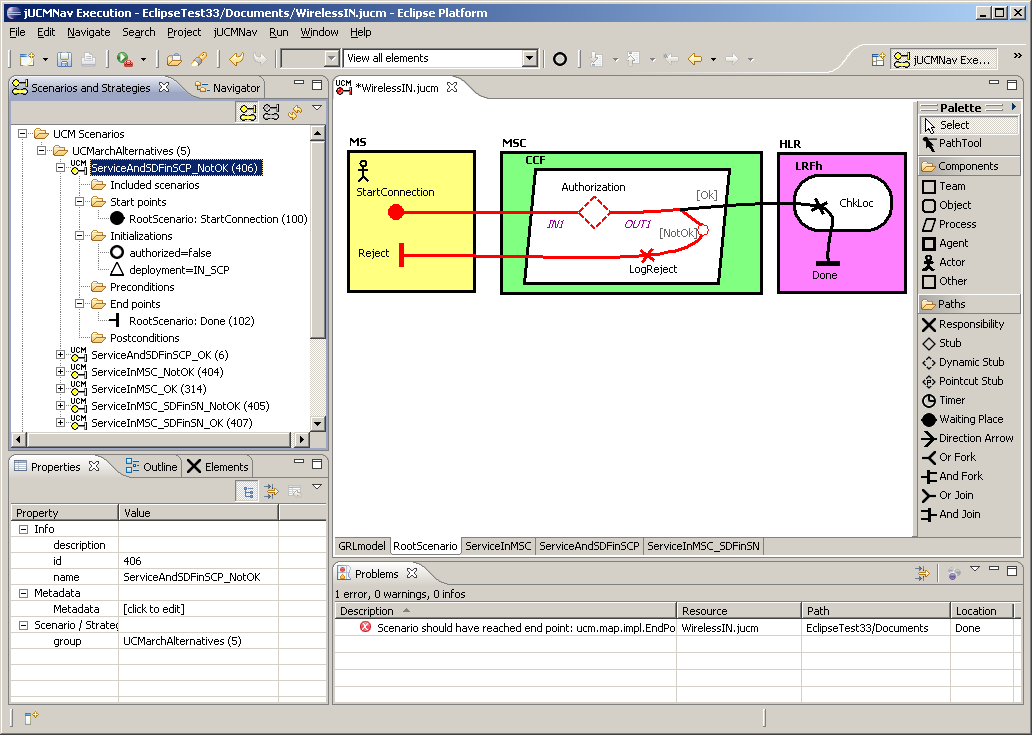 jUCMNav Execution - EclipseTest33/Documents/WirelessIN.jucm - Eclipse Platform
File Edit Navigate Search Project jUCMNav Run Window Help
View all elements
jUCMNav Exe...
»
Scenarios and Strategies
Navigator
UCM Scenarios
UCMarchAlternatives (5)
UCM ServiceAndSDFinSCP_NotOK (406)
Included scenarios
Start points
RootScenario: StartConnection (100)
Initializations
authorized=false
deployment=IN_SCP
Preconditions
End points
RootScenario: Done (102)
Postconditions
UCM ServiceAndSDFinSCP_OK (6)
UCM ServiceInMSC_NotOK (404)
UCM ServiceInMSC_OK (314)
UCM ServiceInMSC_SDFinSN_NotOK (405)
UCM ServiceInMSC_SDFinSN_OK (407)
Properties
Outline
Elements
Property Value
Info
description
id 406
name ServiceAndSDFinSCP_NotOK
Metadata
Metadata [click to edit]
Scenario / Strateg
group UCMarchAlternatives (5)
UCM *WirelessIN.jucm
MS
MSC
HLR
CCF
LRFh
StartConnection
Authorization
[Ok]
ChkLoc
IN1
OUT1
[NotOk]
Reject
LogReject
Done
GRLmodel RootScenario ServiceInMSC ServiceAndSDFinSCP ServiceInMSC_SDFinSN
Palette
Select
PathTool
Components
Team
Object
Process
Agent
Actor
Other
Paths
Responsibility
Stub
Dynamic Stub
Pointcut Stub
Timer
Waiting Place
Direction Arrow
Or Fork
And Fork
Or Join
And Join
Problems
1 error, 0 warnings, 0 infos
Description Resource Path Location
Scenario should have reached end point: ucm.map.impl.EndPo WirelessIN.jucm EclipseTest33/Documents Done